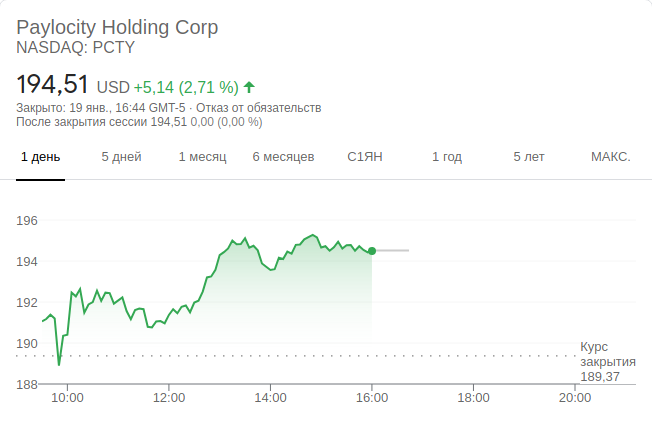 Paylocity Holding Corp
NASDAQ: PCTY
194,51 USD +5,14 (2,71 %)
Закрыто: 19 янв., 16:44 GMT-5 · Отказ от обязательств
После закрытия сессии 194,51 0,00 (0,00 %)
1 день 5 дней 1 месяц 6 месяцев С1ЯН 1 год 5 лет МАКС.
196
194
192
190
188
Курс
закрытия
189,37
10:00 12:00 14:00 16:00 18:00 20:00